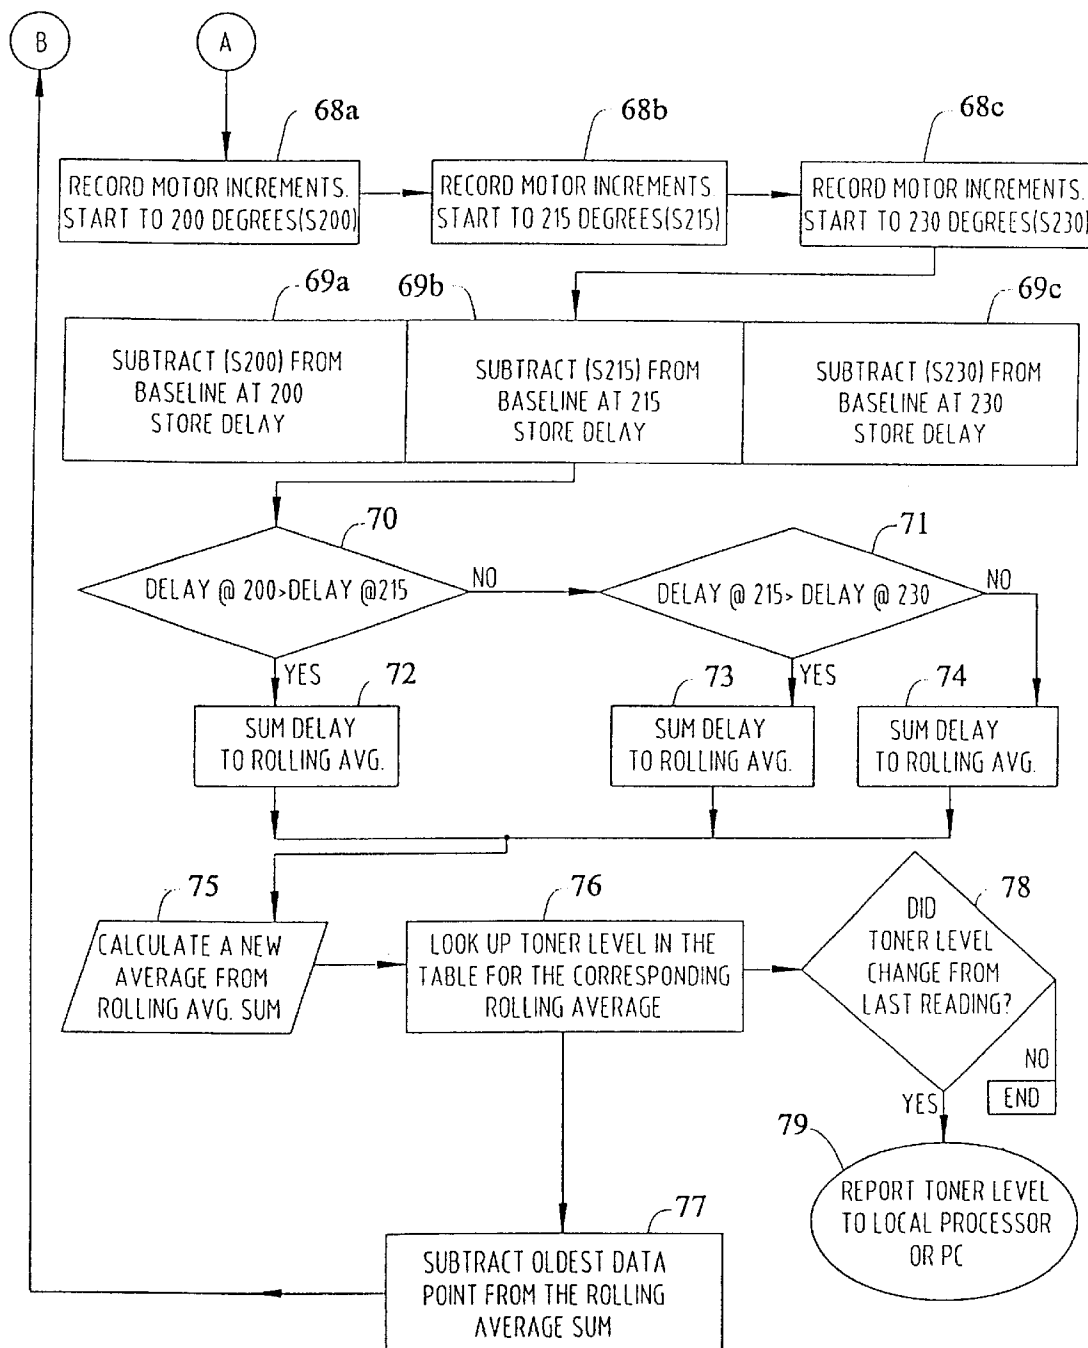 B
A
68a
68b
68c
RECORD MOTOR INCREMENTS.
START TO 200 DEGREES(S200)
RECORD MOTOR INCREMENTS.
START TO 215 DEGREES(S215)
RECORD MOTOR INCREMENTS.
START TO 230 DEGREES(S230)
69a
69b
69c
SUBTRACT (S200) FROM
BASELINE AT 200
STORE DELAY
SUBTRACT (S215) FROM
BASELINE AT 215
STORE DELAY
SUBTRACT (S230) FROM
BASELINE AT 230
STORE DELAY
70
DELAY @ 200>DELAY @215
NO
YES
71
DELAY @ 215> DELAY @ 230
NO
YES
72
SUM DELAY
TO ROLLING AVG.
73
SUM DELAY
TO ROLLING AVG.
74
SUM DELAY
TO ROLLING AVG.
75
CALCULATE A NEW
AVERAGE FROM
ROLLING AVG. SUM
76
LOOK UP TONER LEVEL IN THE
TABLE FOR THE CORRESPONDING
ROLLING AVERAGE
78
DID
TONER LEVEL
CHANGE FROM
LAST READING?
NO
END
YES
79
REPORT TONER LEVEL
TO LOCAL PROCESSOR
OR PC
77
SUBTRACT OLDEST DATA
POINT FROM THE ROLLING
AVERAGE SUM